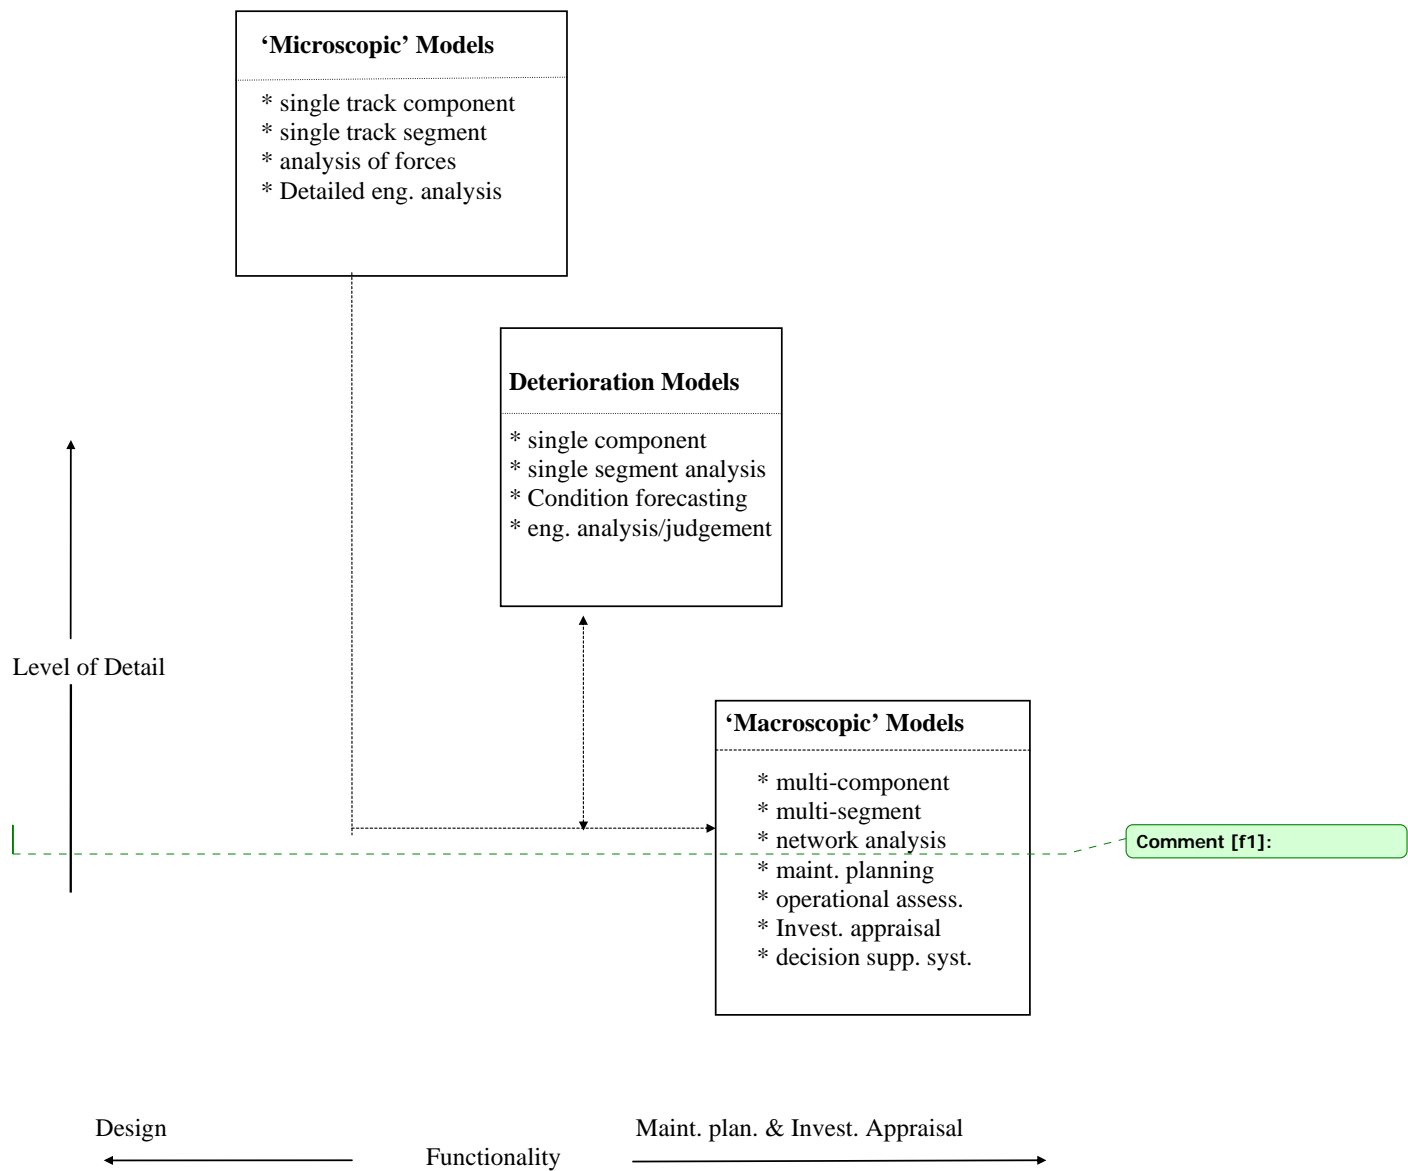 ‘Microscopic’ Models
* single track component
* single track segment
* analysis of forces
* Detailed eng. analysis
Deterioration Models
* single component
* single segment analysis
* Condition forecasting
* eng. analysis/judgement
Level of Detail
‘Macroscopic’ Models
* multi-component
* multi-segment
* network analysis
* maint. planning
* operational assess.
* Invest. appraisal
* decision supp. syst.
Comment [f1]:
Design
Maint. plan. & Invest. Appraisal
Functionality